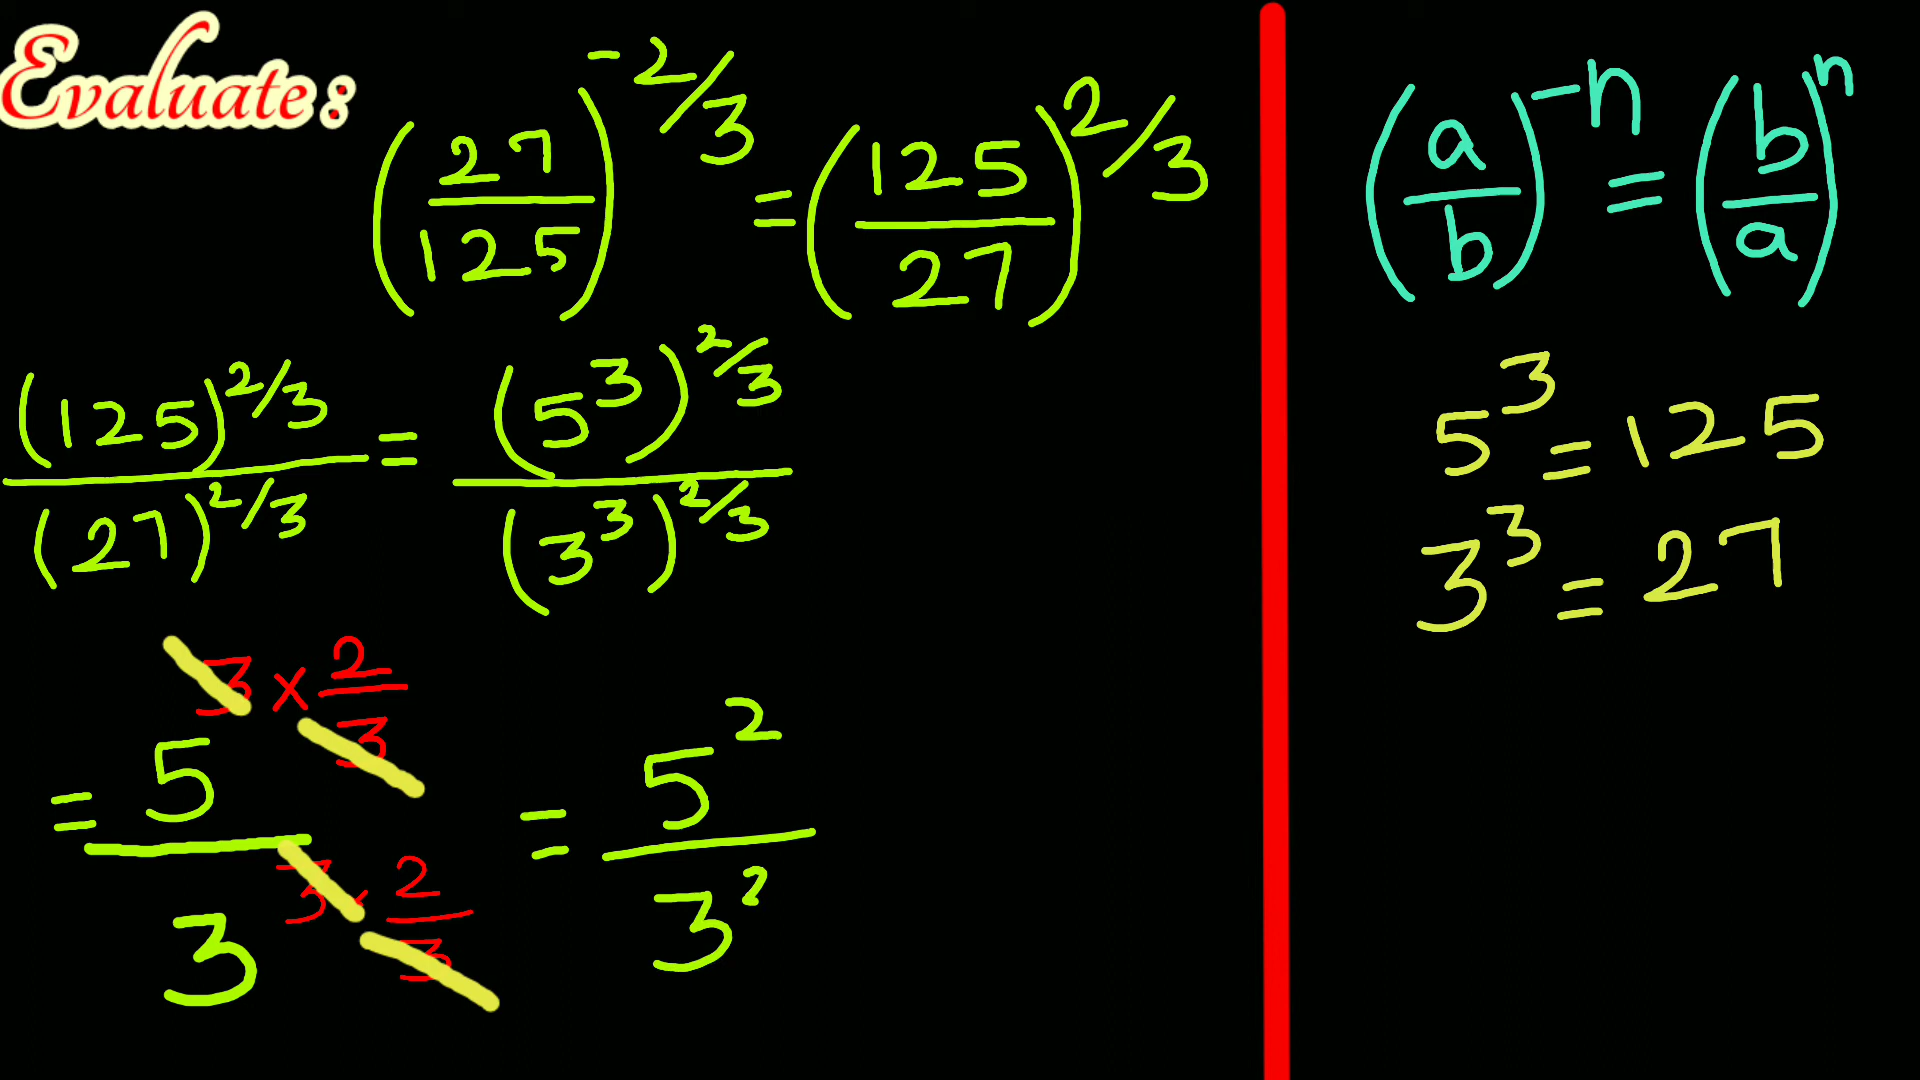 Evaluate:
(27/125)^-2/3 = (125/27)^2/3
(125)^2/3 / (27)^2/3 = (5^3)^2/3 / (3^3)^2/3
= 5^3×2/3 / 3^3×2/3 = 5^2 / 3^2
(a/b)^-n = (b/a)^n
5^3 = 125
3^3 = 27